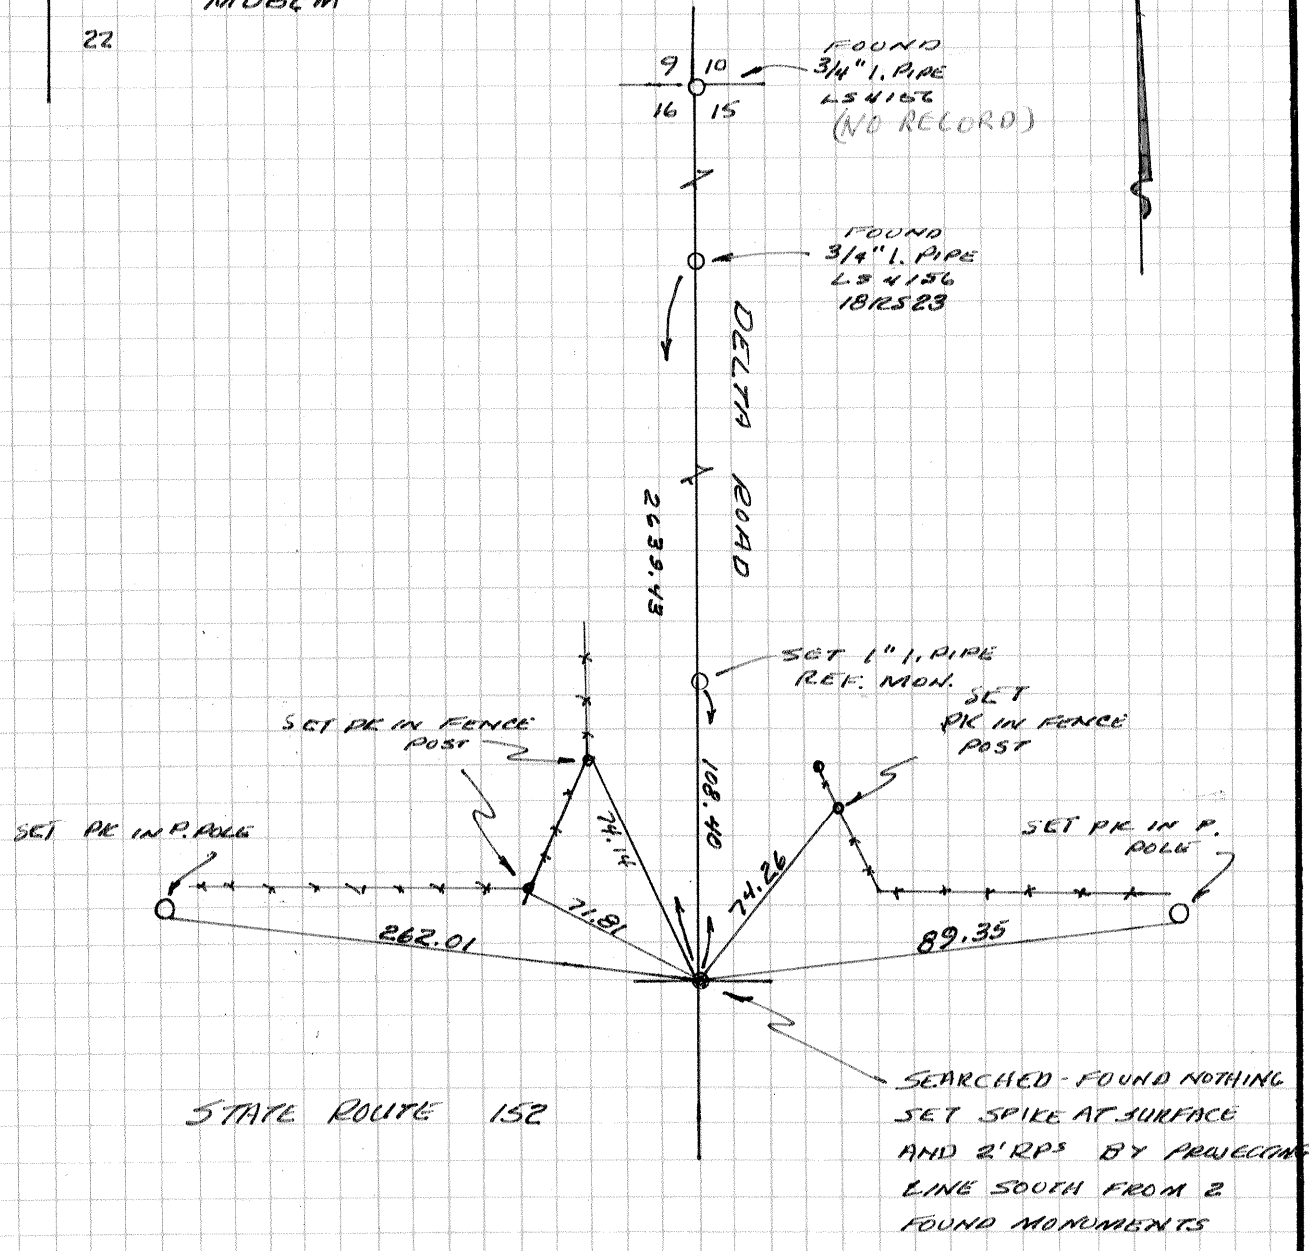 MDB&M
22
9 10
16 15
FOUND
3/4" I. PIPE
LS 4156
(NO RECORD)
FOUND
3/4" I. PIPE
LS 4156
18RS23
DELTA ROAD
2639.43
SET 1" I. PIPE
REF. MON.
SET
PK IN FENCE
POST
SET PK IN FENCE
POST
108.40
74.14
SET PK IN P. POLE
SET PK IN P.
POLE
74.26
71.81
262.01
89.35
SEARCHED - FOUND NOTHING
SET SPIKE AT SURFACE
AND 2' RPS BY PROJECTING
LINE SOUTH FROM 2
FOUND MONUMENTS
STATE ROUTE 152